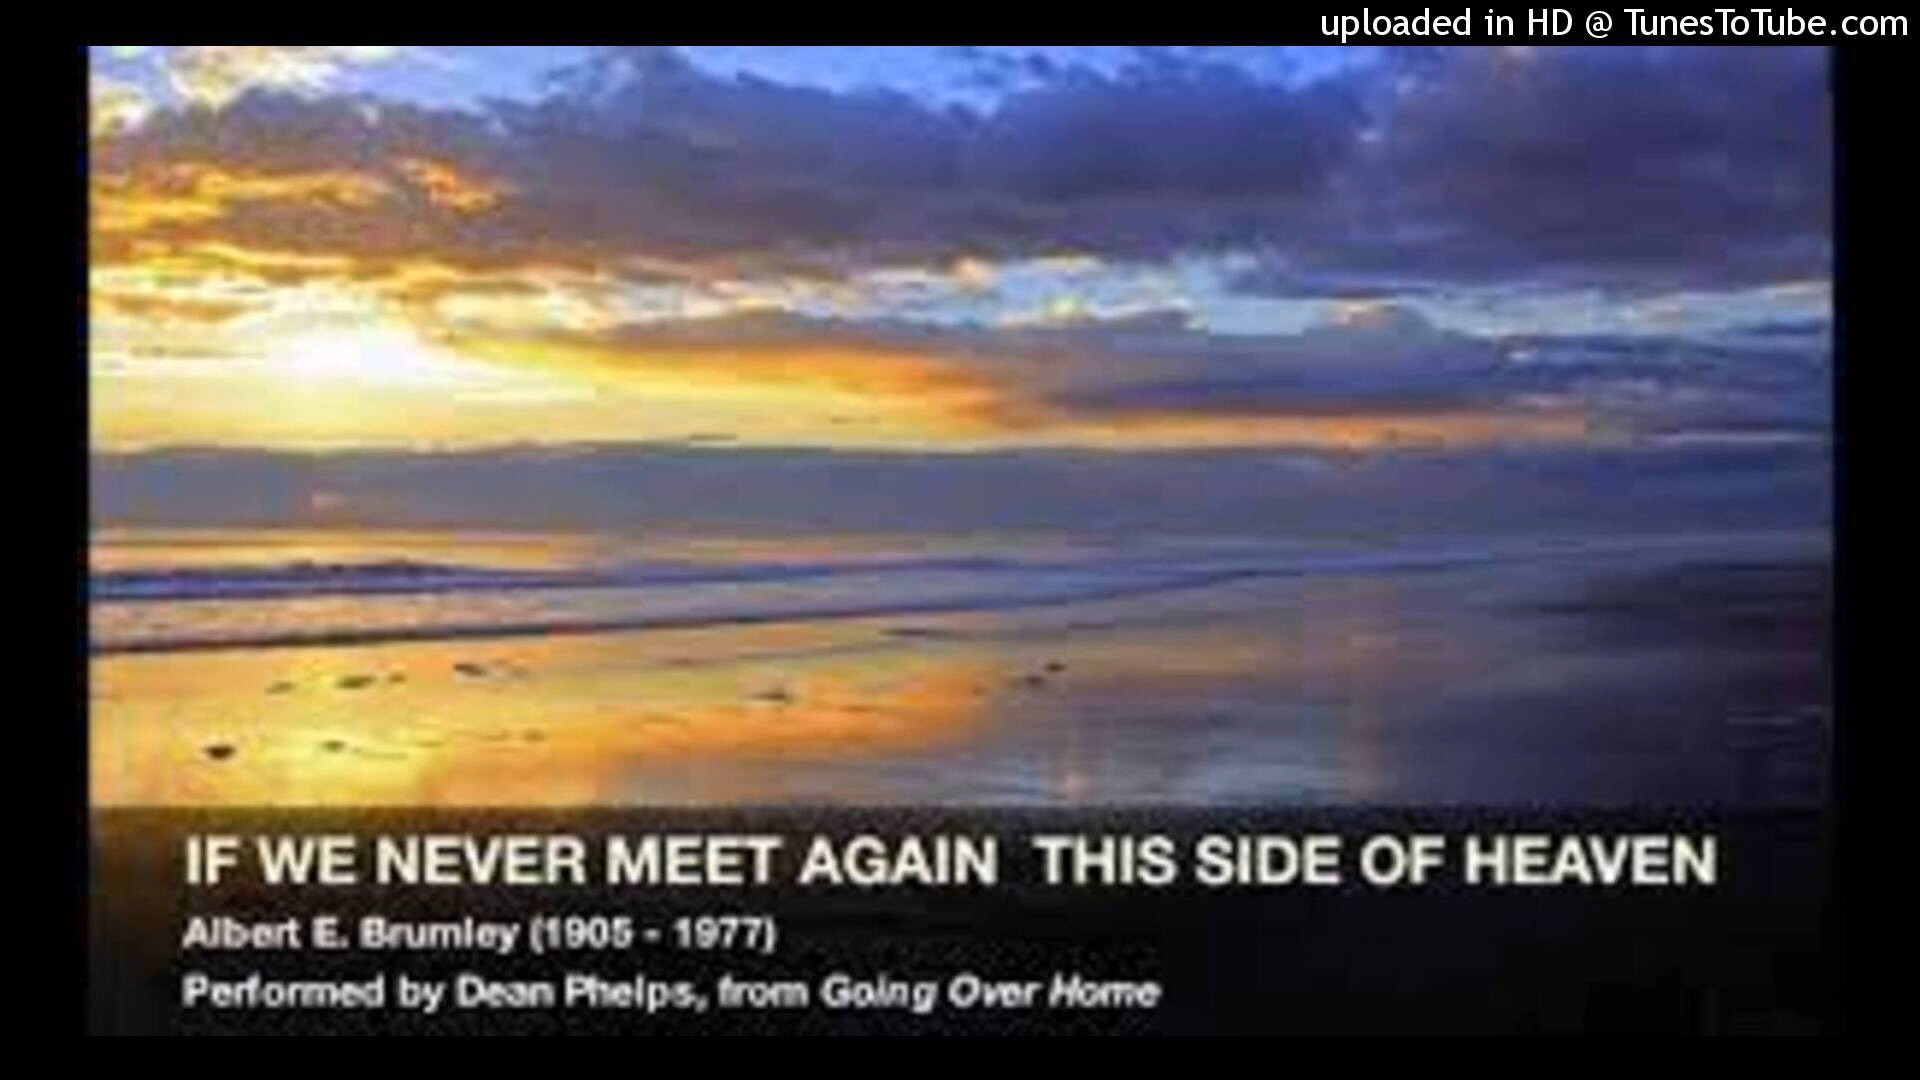 uploaded in HD @ TunesToTube.com
IF WE NEVER MEET AGAIN THIS SIDE OF HEAVEN
Albert E. Brumley (1905 - 1977)
Performed by Dean Phelps, from Going Over Home